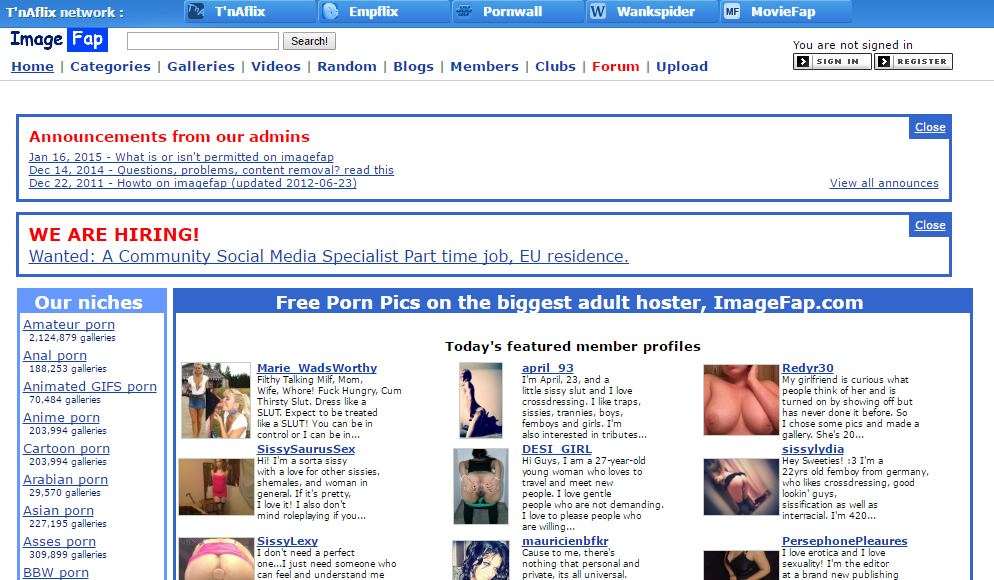 T'nAflix network :
T'nAflix
Empflix
Pornwall
Wankspider
MovieFap
Image Fap
Search!
You are not signed in
SIGN IN
REGISTER
Home | Categories | Galleries | Videos | Random | Blogs | Members | Clubs | Forum | Upload
Announcements from our admins
Close
Jan 16, 2015 - What is or isn't permitted on imagefap
Dec 14, 2014 - Questions, problems, content removal? read this
Dec 22, 2011 - Howto on imagefap (updated 2012-06-23)
View all announces
WE ARE HIRING!
Close
Wanted: A Community Social Media Specialist Part time job, EU residence.
Our niches
Amateur porn
2,124,879 galleries
Anal porn
188,253 galleries
Animated GIFS porn
70,484 galleries
Anime porn
203,994 galleries
Cartoon porn
203,994 galleries
Arabian porn
29,570 galleries
Asian porn
227,195 galleries
Asses porn
309,899 galleries
BBW porn
Free Porn Pics on the biggest adult hoster, ImageFap.com
Today's featured member profiles
Marie_WadsWorthy
Filthy Talking Milf, Mom,
Wife, Whore! Fuck Hungry, Cum
Thirsty Slut. Dress like a
SLUT. Expect to be treated
like a SLUT! You can be in
control or I can be in...
april_93
I'm April, 23, and a
little sissy slut and I love
crossdressing. I like traps,
sissies, trannies, boys,
femboys and girls. I'm
also interested in tributes...
Redyr30
My girlfriend is curious what
people think of her and is
turned on by showing off but
has never done it before. So
I chose some pics and made a
gallery. She's 20...
SissySaurusSex
Hi! I'm a sorta sissy
with a love for other sissies,
shemales, and woman in
general. If it's pretty,
I love it! I also don't
mind roleplaying if you...
DESI_GIRL
Hi Guys, I am a 27-year-old
young woman who loves to
travel and meet new
people. I love gentle
people who are not demanding.
I love to please people who
are willing...
sissylydia
Hey Sweeties! :3 I'm a
22yrs old femboy from germany,
who likes crossdressing, good
lookin' guys,
sissification as well as
interracial. I'm 420...
SissyLexy
I don't need a perfect
one...I just need someone who
can feel and understand me
mauricienbfkr
Cause to me, there's
nothing that personal and
private, its all universal.
PersephonePleaures
I love erotica and I love
sexuality! I'm the editor
at a brand new publishing